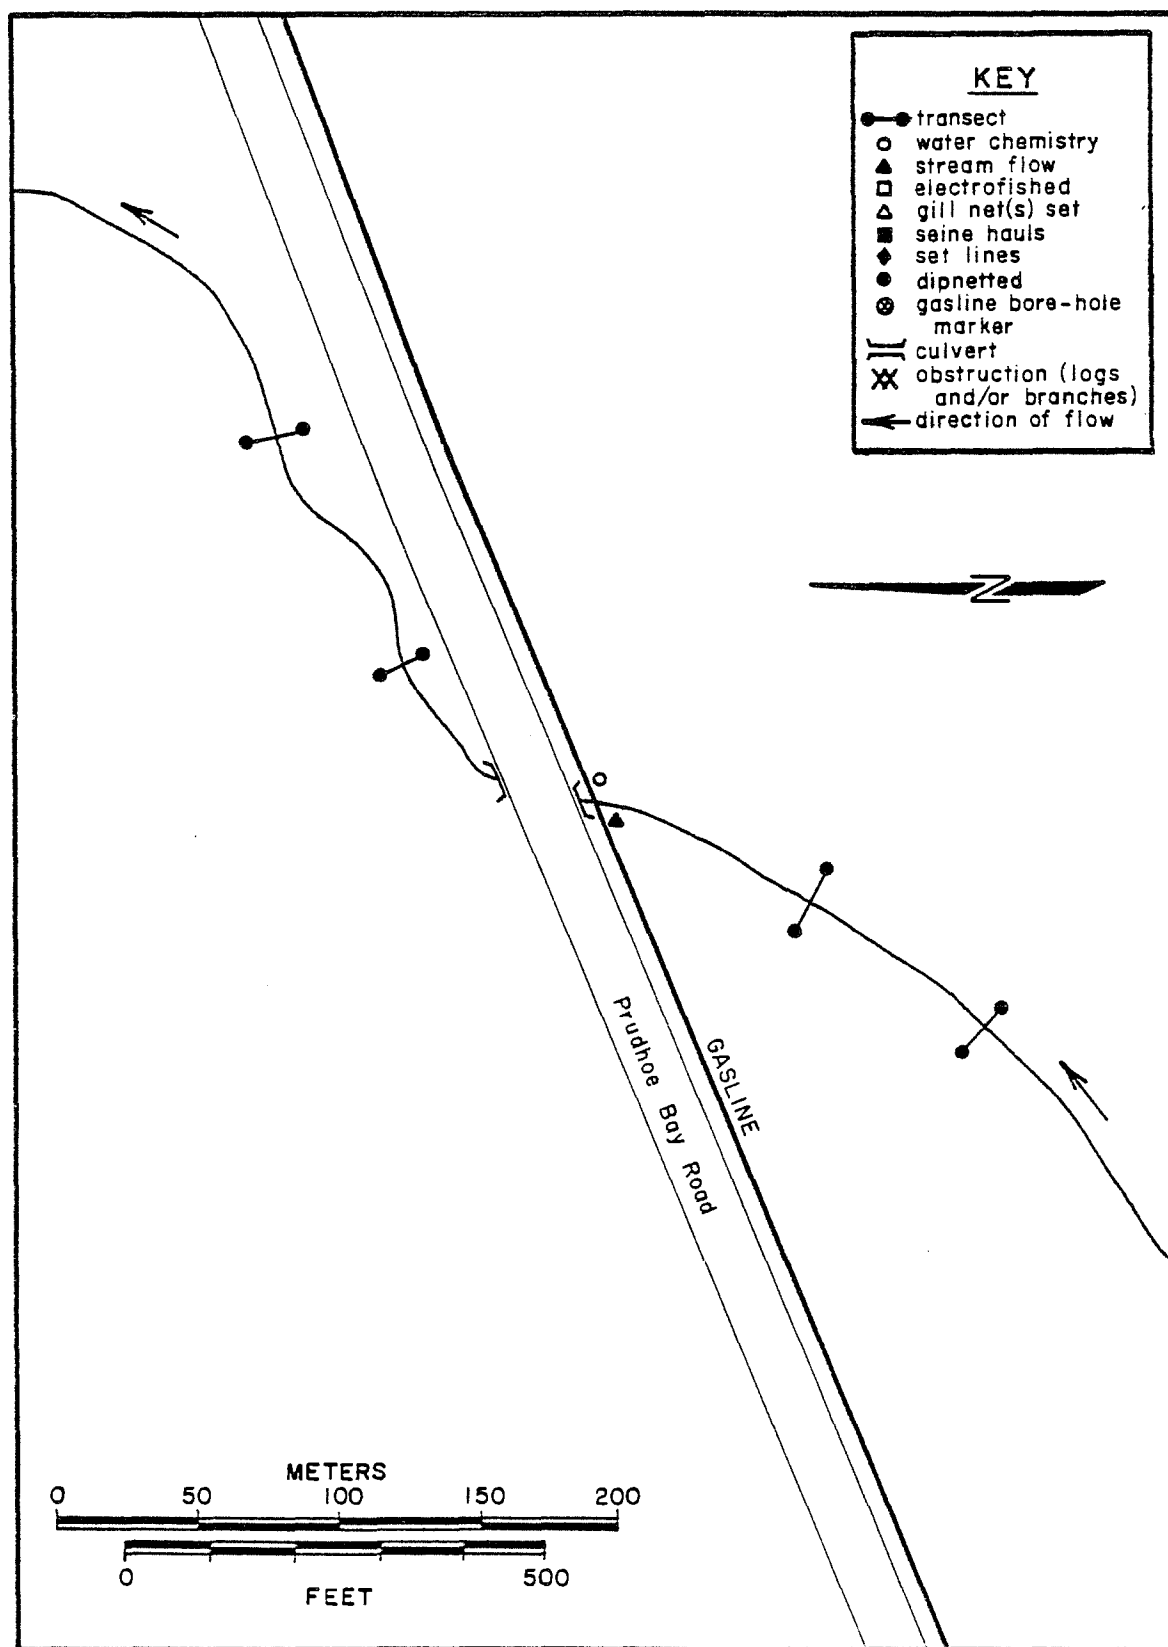 KEY
transect
water chemistry
stream flow
electrofished
gill net(s) set
seine hauls
set lines
dipnetted
gasline bore-hole
marker
culvert
obstruction (logs
and/or branches)
direction of flow
N
GASLINE
Prudhoe Bay Road
METERS
0 50 100 150 200
0 500
FEET